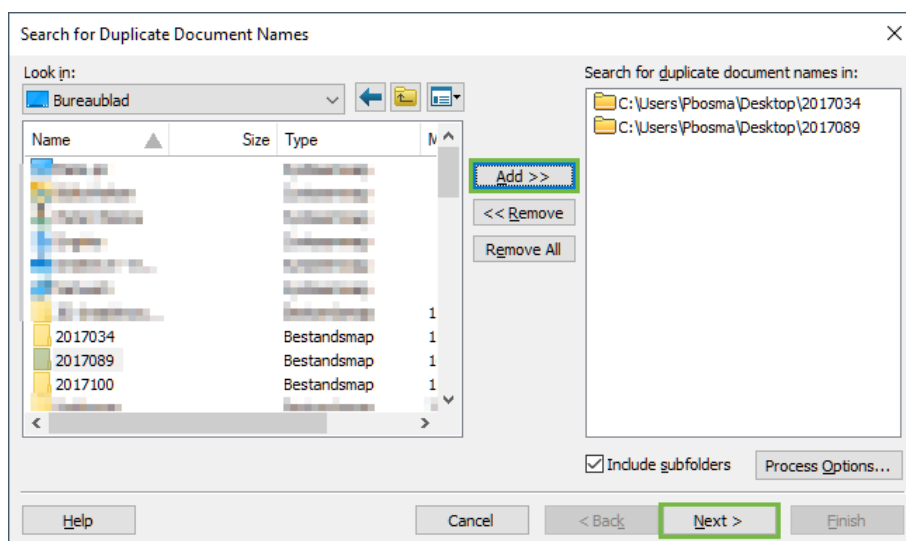 Search for Duplicate Document Names
Look in:
Bureaublad
Name Size Type
2017034 Bestandsmap 1
2017089 Bestandsmap 1
2017100 Bestandsmap 1
Add >>
<< Remove
Remove All
Search for duplicate document names in:
C:\Users\Pbosma\Desktop\2017034
C:\Users\Pbosma\Desktop\2017089
Include subfolders
Process Options...
Help
Cancel
< Back
Next >
Finish